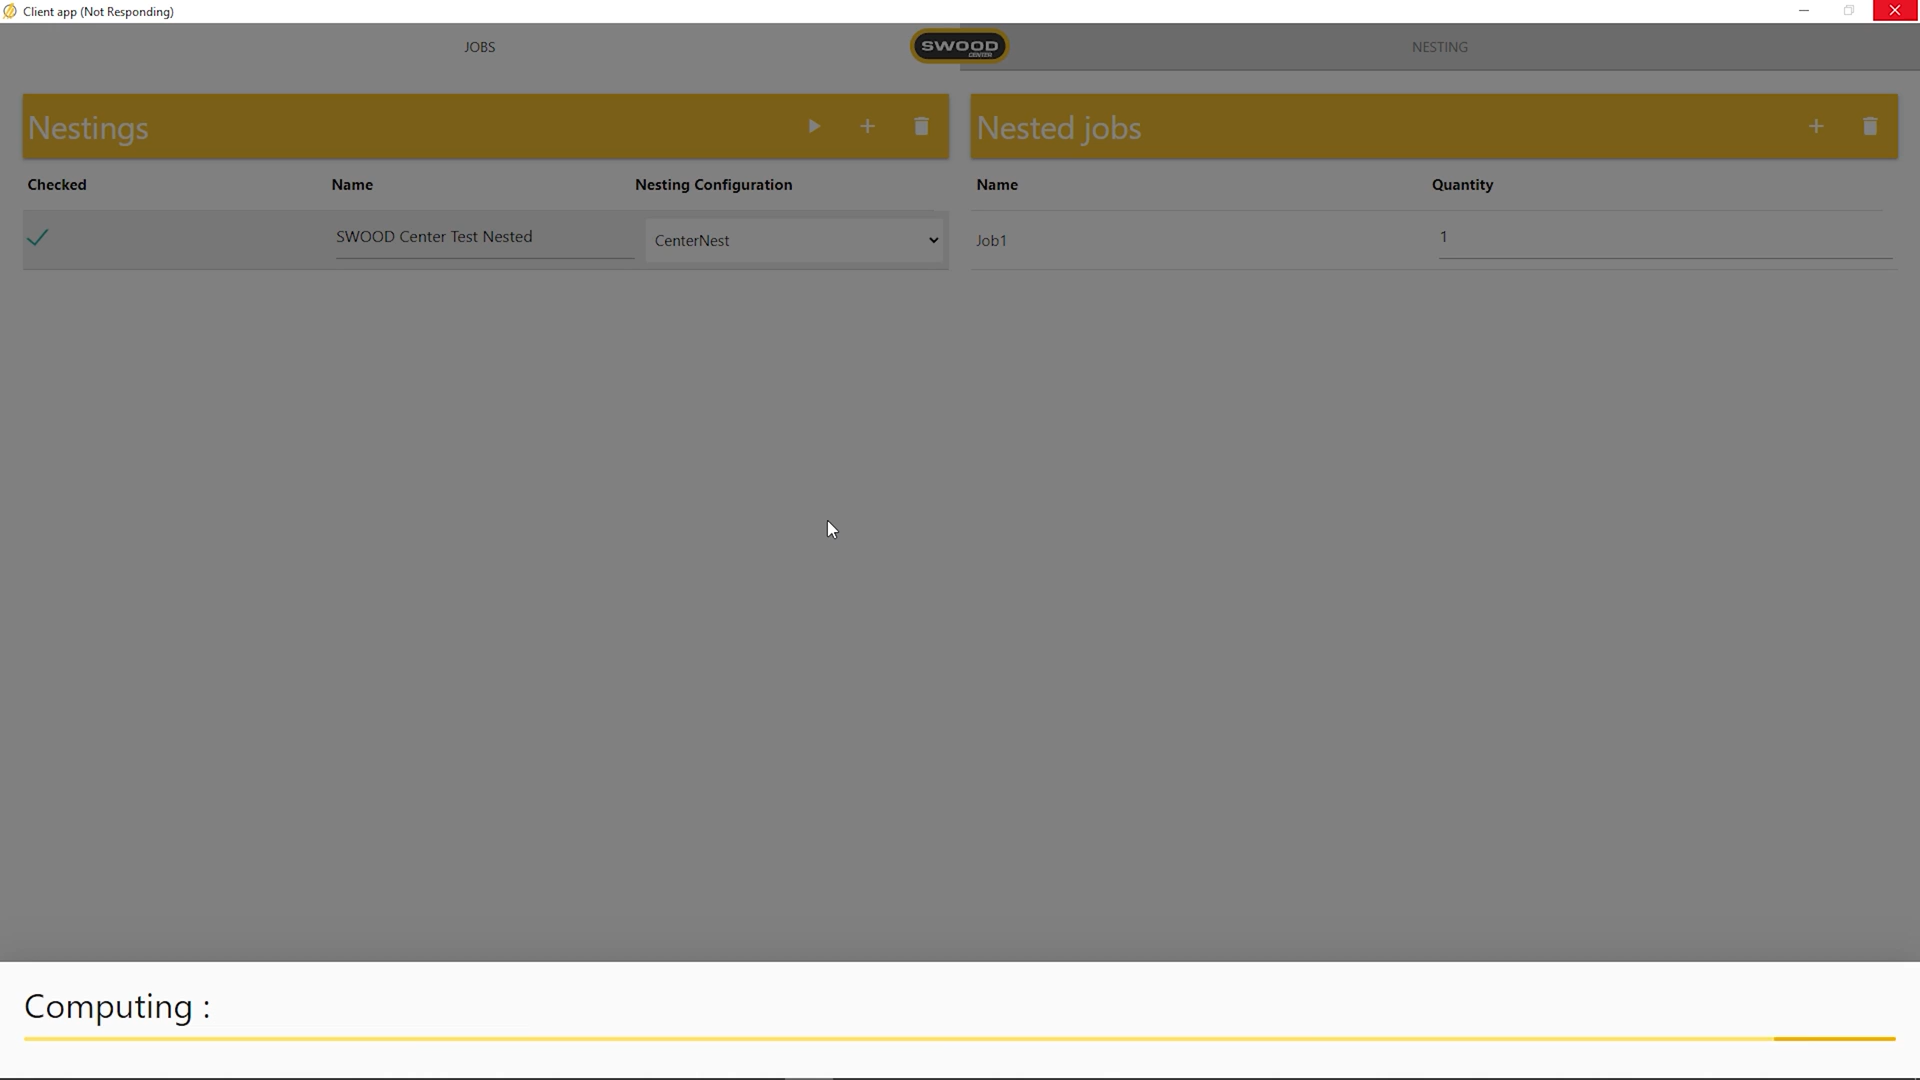 Client app (Not Responding)
JOBS
SWOOD
CENTER
NESTING
Nestings
Nested jobs
Checked
Name
Nesting Configuration
Name
Quantity
SWOOD Center Test Nested
CenterNest
Job1
1
Computing :